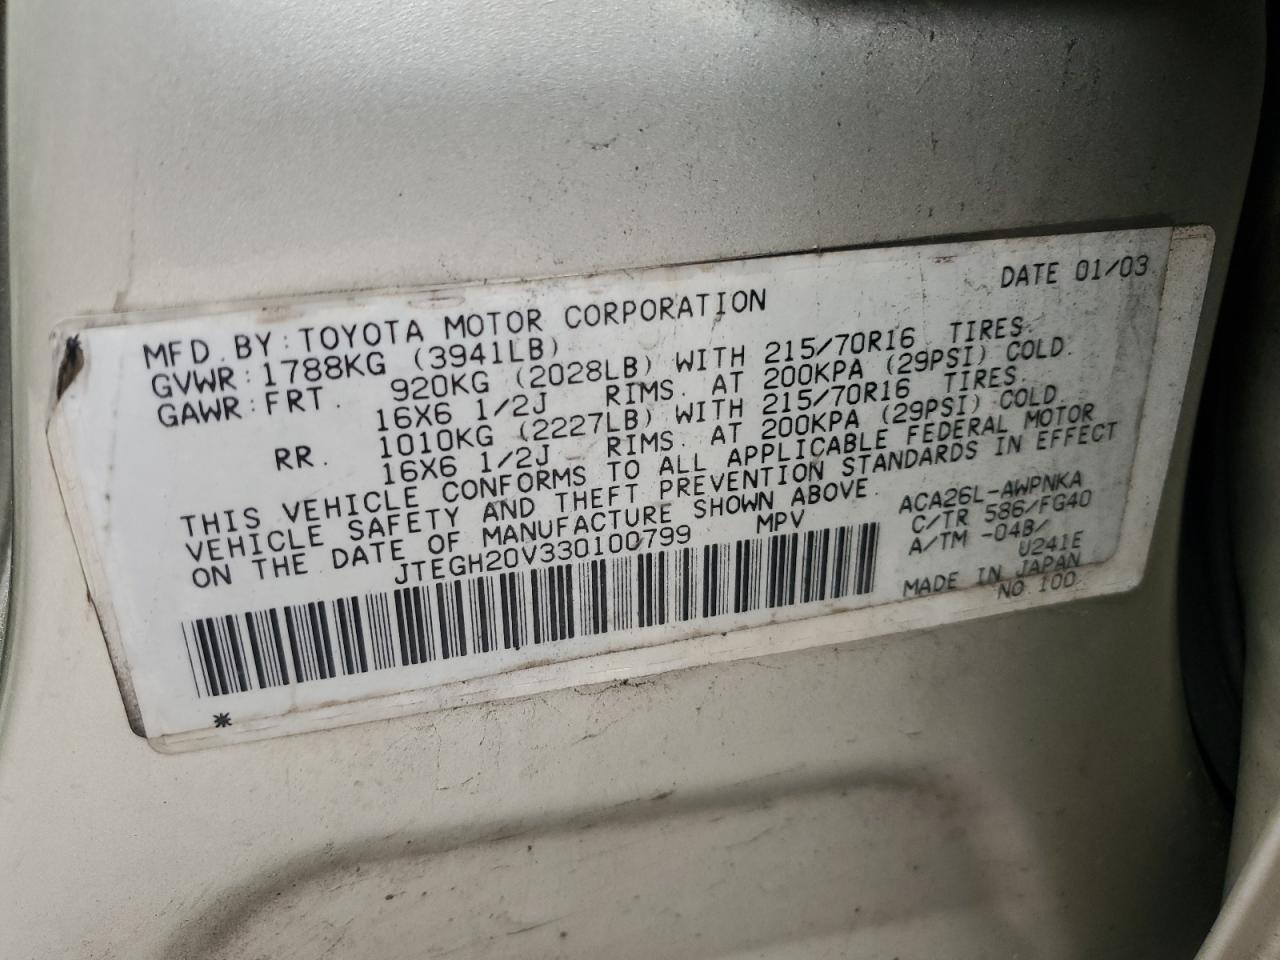 DATE 01/03
MFD. BY: TOYOTA MOTOR CORPORATION
GVWR: 1788KG (3941LB)
GAWR: FRT. 920KG (2028LB) WITH 215/70R16 TIRES.
16X6 1/2J RIMS. AT 200KPA (29PSI) COLD.
RR. 1010KG (2227LB) WITH 215/70R16 TIRES.
16X6 1/2J RIMS. AT 200KPA (29PSI) COLD.
THIS VEHICLE CONFORMS TO ALL APPLICABLE FEDERAL MOTOR
VEHICLE SAFETY AND THEFT PREVENTION STANDARDS IN EFFECT
ON THE DATE OF MANUFACTURE SHOWN ABOVE.
JTEGH20V330100799 MPV
ACA26L-AWPNKA
C/TR 586/FG40
A/TM -04B/
U241E
MADE IN JAPAN
NO 100